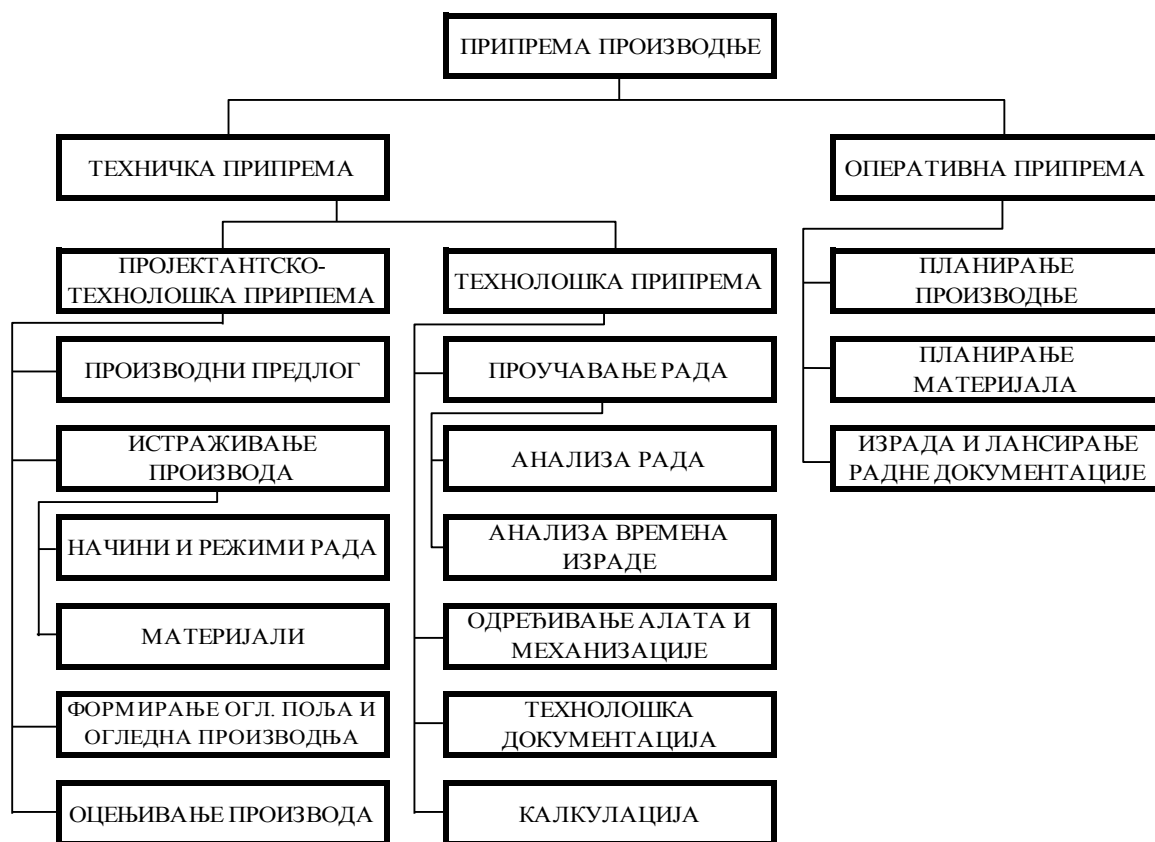 ПРИПРЕМА ПРОИЗВОДЊЕ
ТЕХНИЧКА ПРИПРЕМА
ОПЕРАТИВНА ПРИПРЕМА
ПРОЈЕКТАНТСКО-
ТЕХНОЛОШКА ПРИРПЕМА
ТЕХНОЛОШКА ПРИПРЕМА
ПЛАНИРАЊЕ
ПРОИЗВОДЊЕ
ПРОИЗВОДНИ ПРЕДЛОГ
ПРОУЧАВАЊЕ РАДА
ПЛАНИРАЊЕ
МАТЕРИЈАЛА
ИСТРАЖИВАЊЕ
ПРОИЗВОДА
АНАЛИЗА РАДА
ИЗРАДА И ЛАНСИРАЊЕ
РАДНЕ ДОКУМЕНТАЦИЈЕ
НАЧИНИ И РЕЖИМИ РАДА
АНАЛИЗА ВРЕМЕНА
ИЗРАДЕ
МАТЕРИЈАЛИ
ОДРЕЂИВАЊЕ АЛАТА И
МЕХАНИЗАЦИЈЕ
ФОРМИРАЊЕ ОГЛ. ПОЉА И
ОГЛЕДНА ПРОИЗВОДЊА
ТЕХНОЛОШКА
ДОКУМЕНТАЦИЈА
ОЦЕЊИВАЊЕ ПРОИЗВОДА
КАЛКУЛАЦИЈА